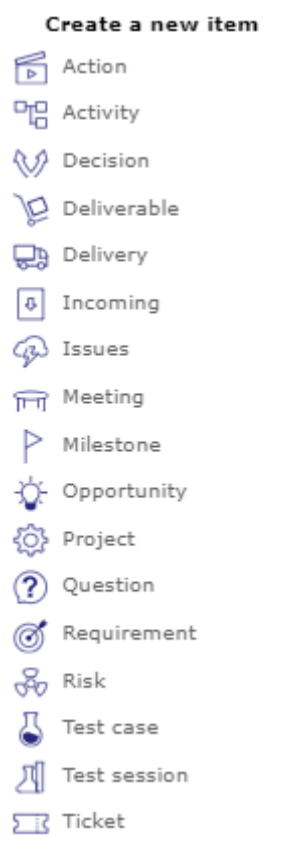 Create a new item
Action
Activity
Decision
Deliverable
Delivery
Incoming
Issues
Meeting
Milestone
Opportunity
Project
Question
Requirement
Risk
Test case
Test session
Ticket